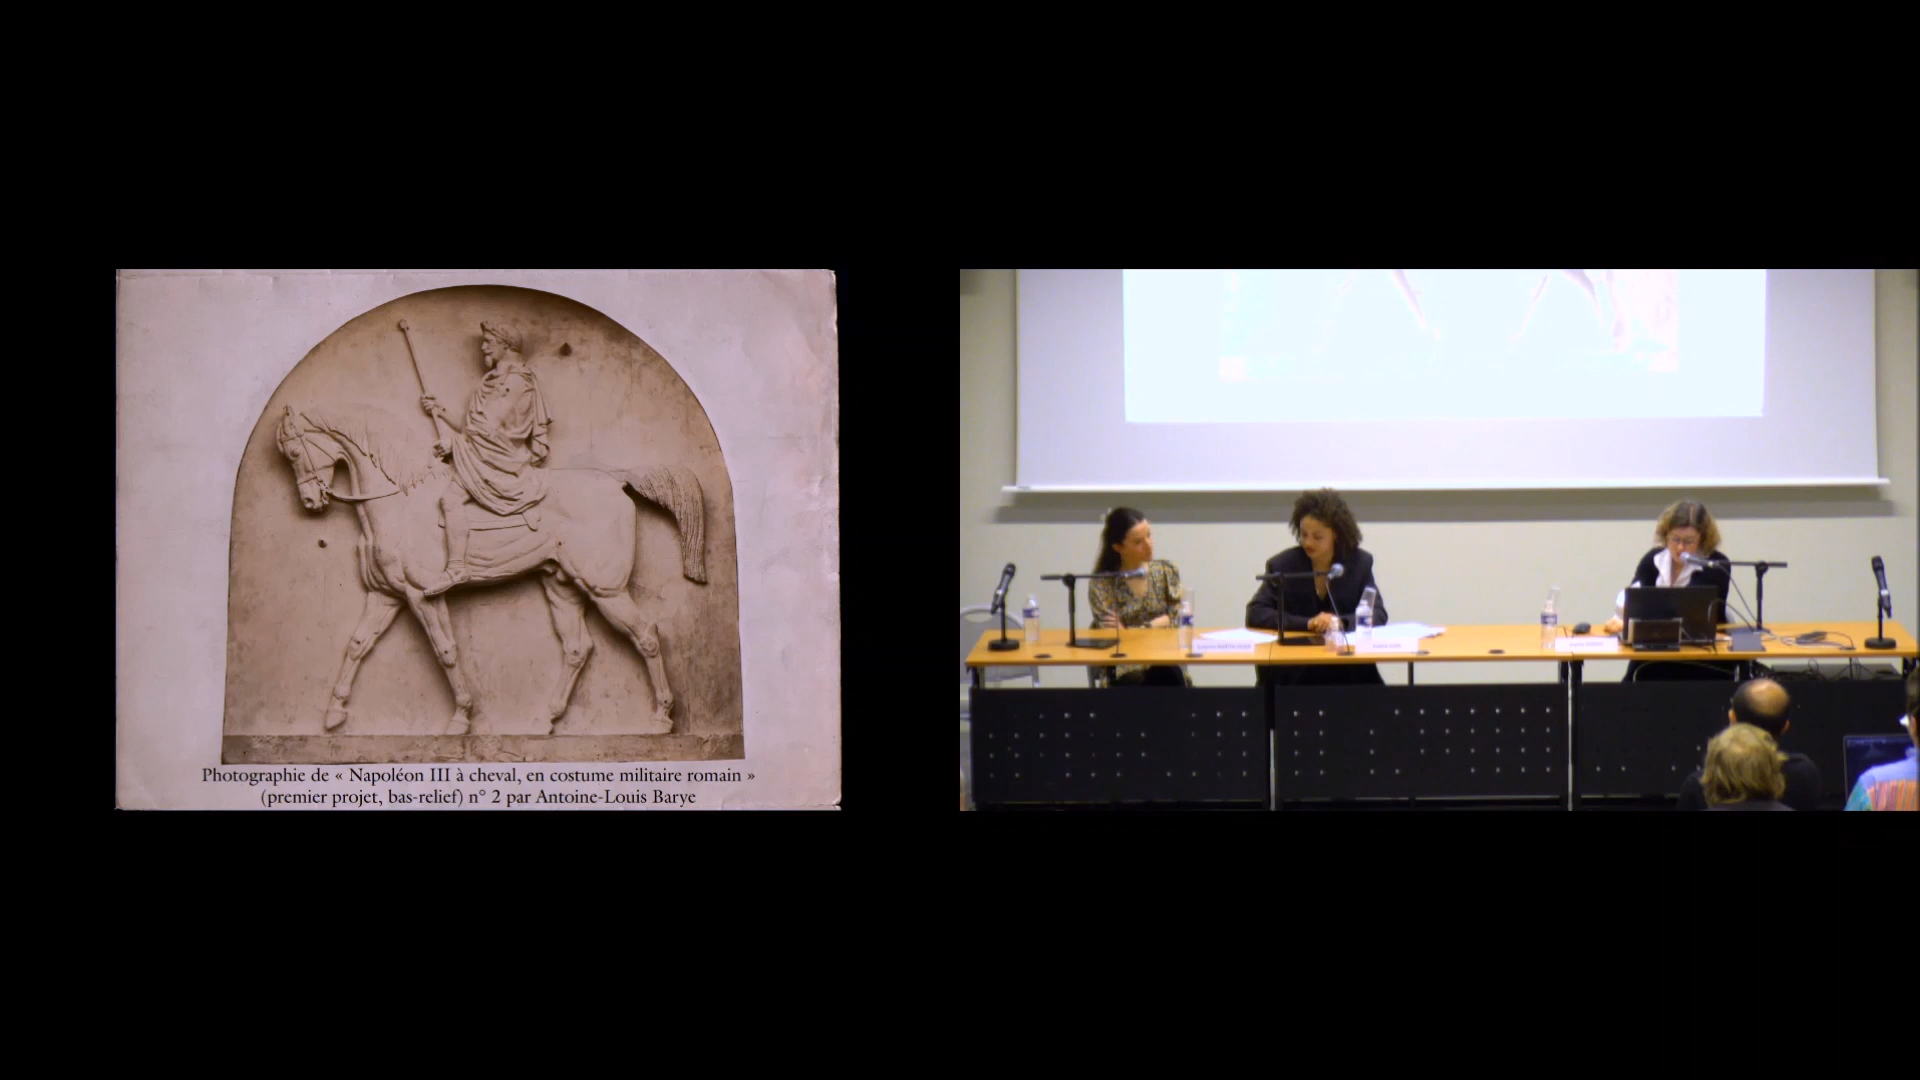 Photographie de « Napoléon III à cheval, en costume militaire romain »
(premier projet, bas-relief) n° 2 par Antoine-Louis Barye